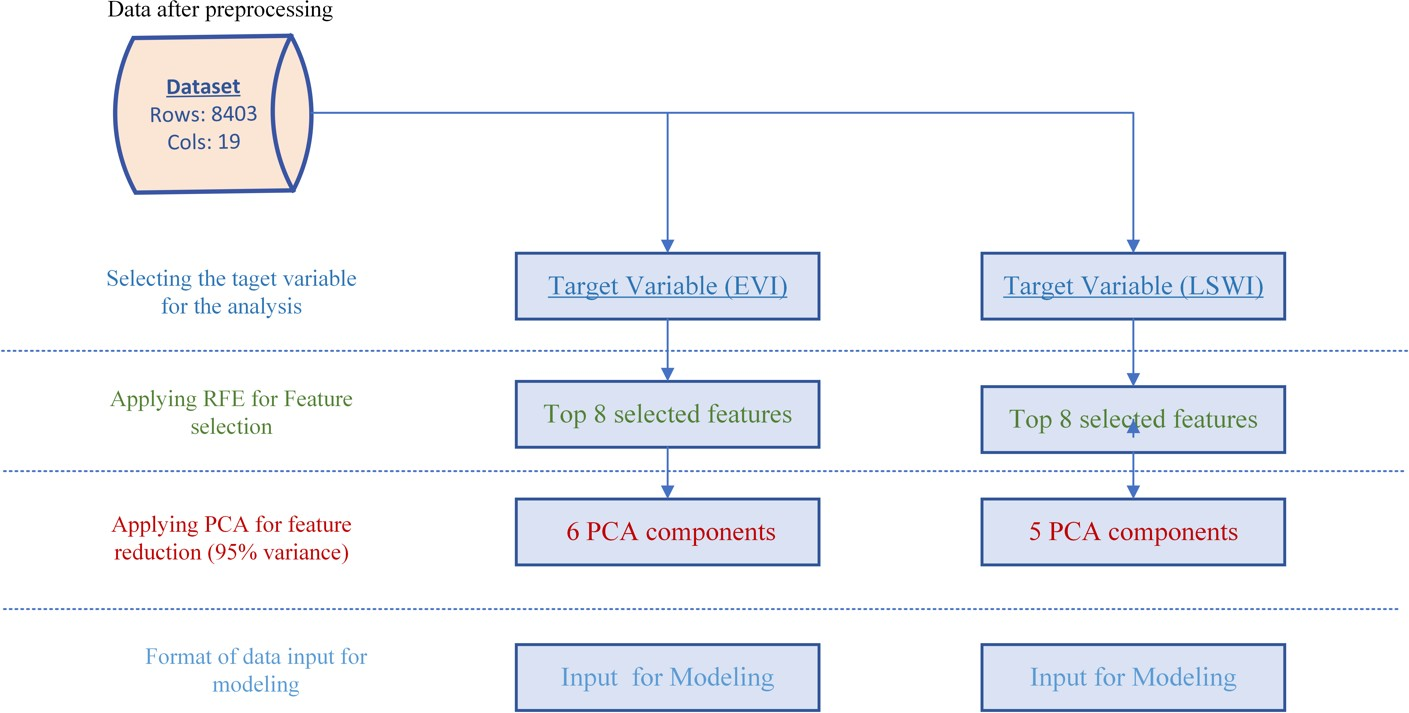 Data after preprocessing
Dataset
Rows: 8403
Cols: 19
Selecting the taget variable
for the analysis
Target Variable (EVI)
Target Variable (LSWI)
Applying RFE for Feature
selection
Top 8 selected features
Top 8 selected features
Applying PCA for feature
reduction (95% variance)
6 PCA components
5 PCA components
Format of data input for
modeling
Input for Modeling
Input for Modeling